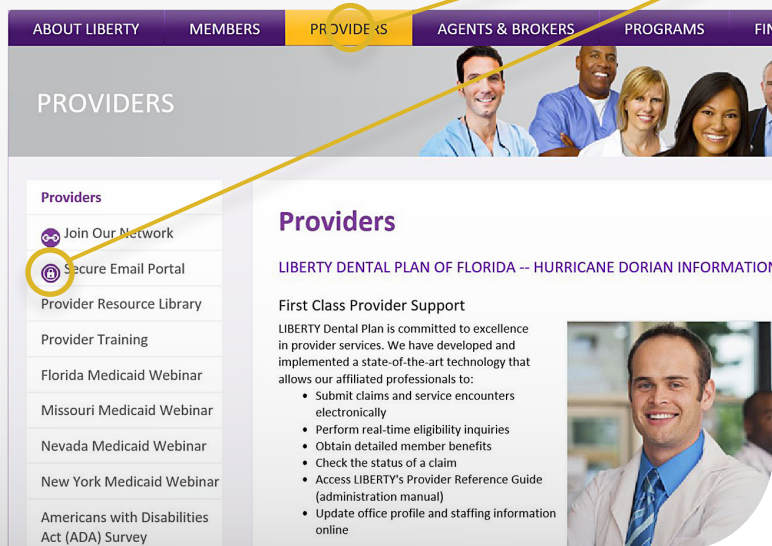 ABOUT LIBERTY MEMBERS PROVIDERS AGENTS & BROKERS PROGRAMS
PROVIDERS
Providers
Join Our Network
Secure Email Portal
Provider Resource Library
Provider Training
Florida Medicaid Webinar
Missouri Medicaid Webinar
Nevada Medicaid Webinar
New York Medicaid Webinar
Americans with Disabilities
Act (ADA) Survey
Providers
LIBERTY DENTAL PLAN OF FLORIDA -- HURRICANE DORIAN INFORMATION
First Class Provider Support
LIBERTY Dental Plan is committed to excellence
in provider services. We have developed and
implemented a state-of-the-art technology that
allows our affiliated professionals to:
• Submit claims and service encounters
electronically
• Perform real-time eligibility inquiries
• Obtain detailed member benefits
• Check the status of a claim
• Access LIBERTY's Provider Reference Guide
(administration manual)
• Update office profile and staffing information
online